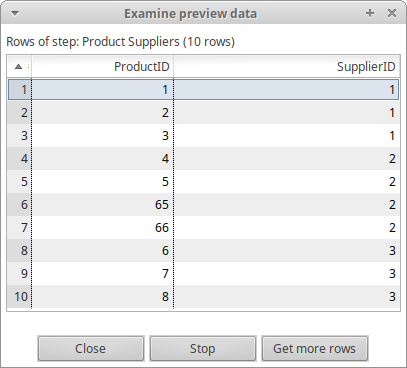 Examine preview data
Rows of step: Product Suppliers (10 rows)
ProductID SupplierID
1 1 1
2 2 1
3 3 1
4 4 2
5 5 2
6 65 2
7 66 2
8 6 3
9 7 3
10 8 3
Close Stop Get more rows